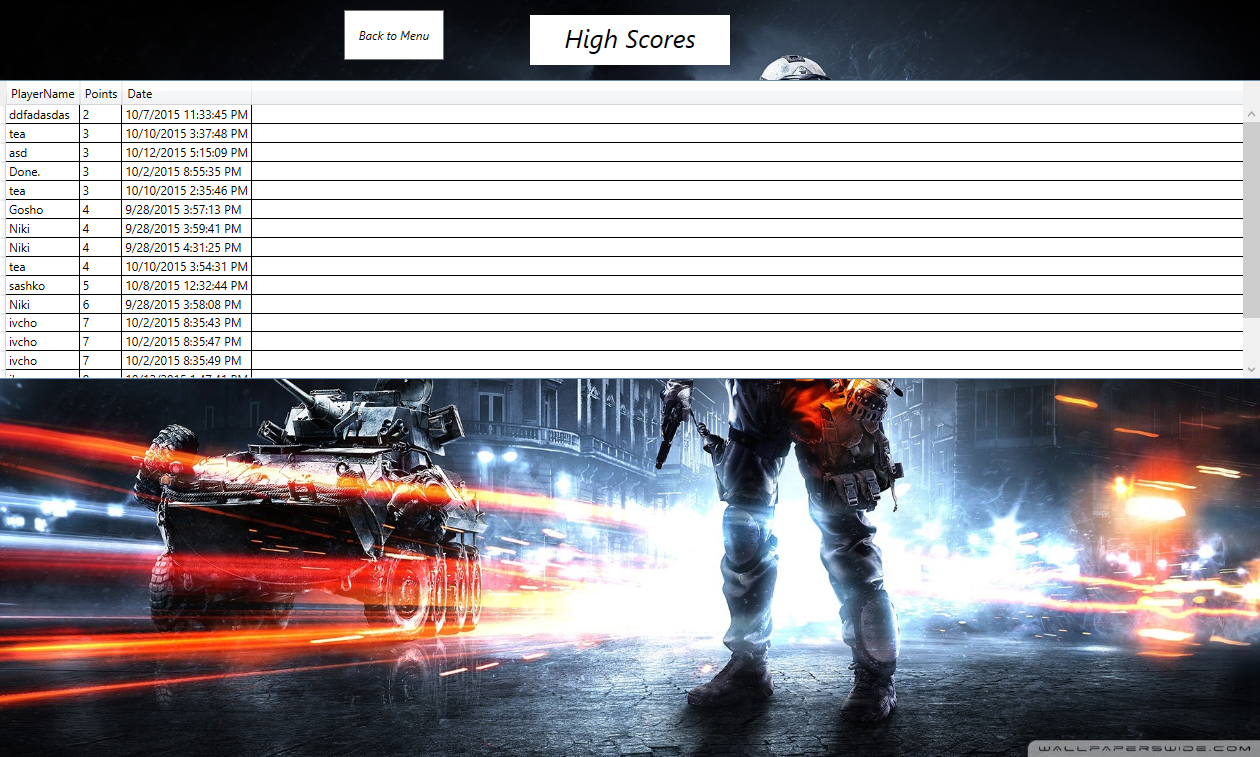 Back to Menu
High Scores
PlayerName Points Date
ddfadasdas 2 10/7/2015 11:33:45 PM
tea 3 10/10/2015 3:37:48 PM
asd 3 10/12/2015 5:15:09 PM
Done. 3 10/2/2015 8:55:35 PM
tea 3 10/10/2015 2:35:46 PM
Gosho 4 9/28/2015 3:57:13 PM
Niki 4 9/28/2015 3:59:41 PM
Niki 4 9/28/2015 4:31:25 PM
tea 4 10/10/2015 3:54:31 PM
sashko 5 10/8/2015 12:32:44 PM
Niki 6 9/28/2015 3:58:08 PM
ivcho 7 10/2/2015 8:35:43 PM
ivcho 7 10/2/2015 8:35:47 PM
ivcho 7 10/2/2015 8:35:49 PM
WALLPAPERSWIDE.COM